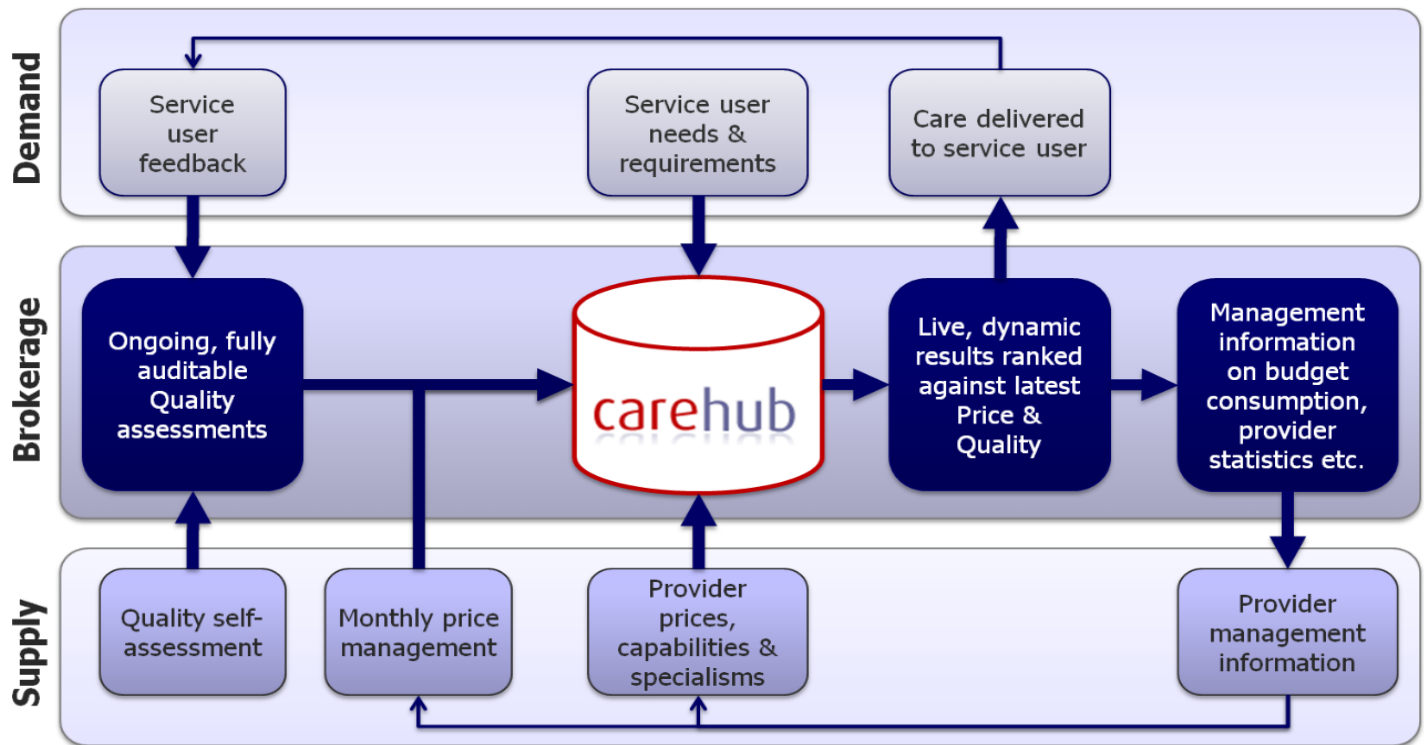 Demand
Service
user
feedback
Service user
needs &
requirements
Care delivered
to service user
Brokerage
Ongoing, fully
auditable
Quality
assessments
carehub
Live, dynamic
results ranked
against latest
Price &
Quality
Management
information
on budget
consumption,
provider
statistics etc.
Supply
Quality self-
assessment
Monthly price
management
Provider
prices,
capabilities &
specialisms
Provider
management
information